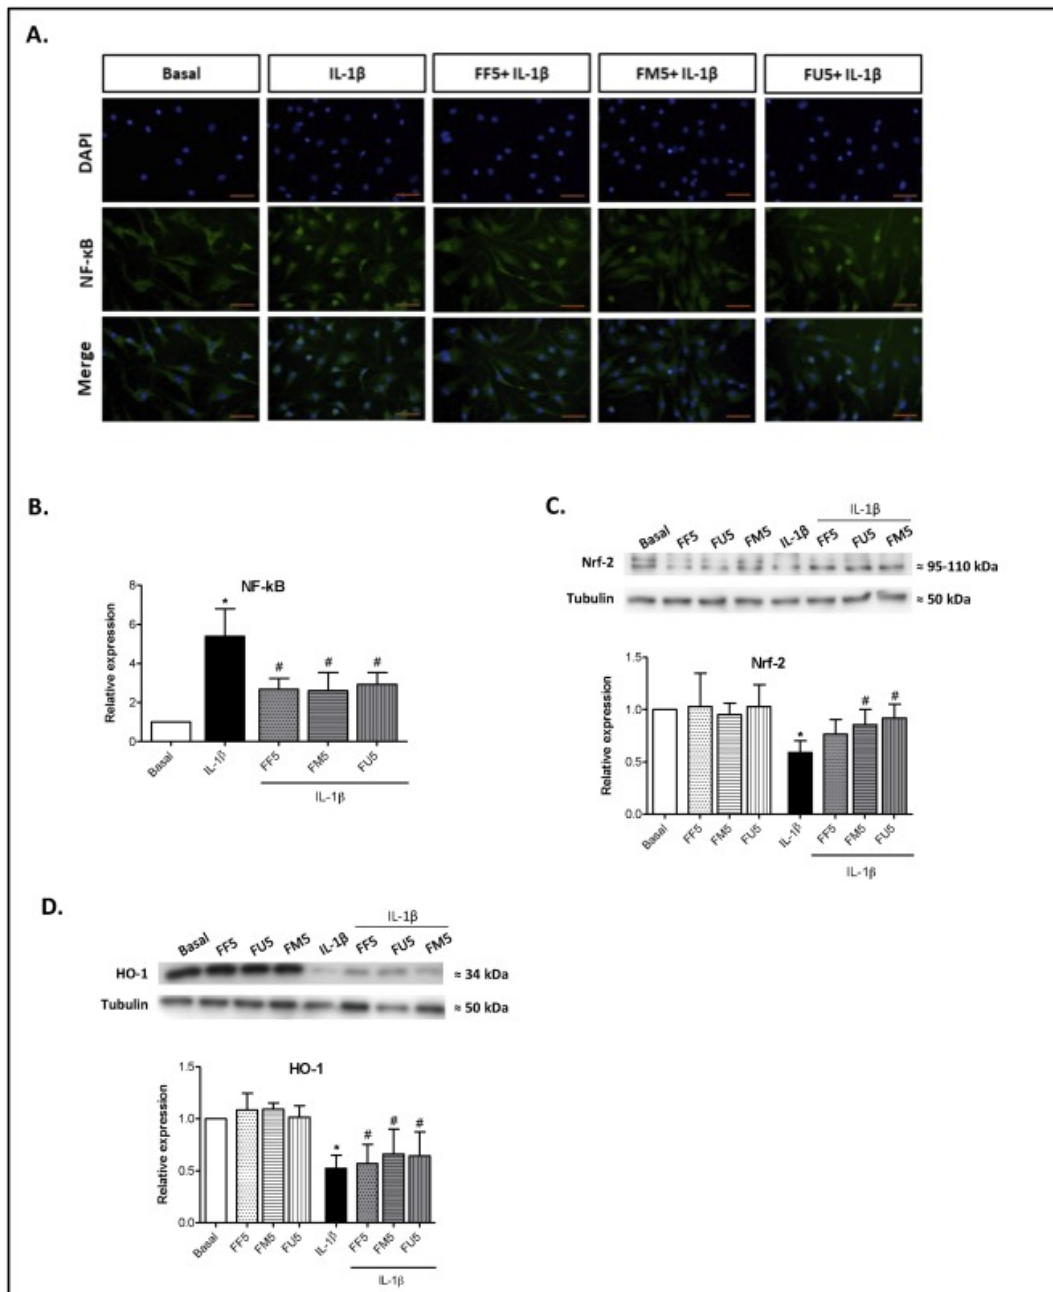 A.
Basal IL-1β FF5+ IL-1β FM5+ IL-1β FU5+ IL-1β
DAPI
NF-κB
Merge
B.
NF-kB
Relative expression
8
6
4
2
0
* # # #
Basal IL-1β FF5 FM5 FU5
IL-1β
C.
IL-1β
Basal FF5 FU5 FM5 IL-1β FF5 FU5 FM5
Nrf-2 ≈ 95-110 kDa
Tubulin ≈ 50 kDa
Nrf-2
Relative expression
1.5
1.0
0.5
0.0
* # #
Basal FF5 FM5 FU5 IL-1β FF5 FM5 FU5
IL-1β
D.
IL-1β
Basal FF5 FU5 FM5 IL-1β FF5 FU5 FM5
HO-1 ≈ 34 kDa
Tubulin ≈ 50 kDa
HO-1
Relative expression
1.5
1.0
0.5
0.0
* # # #
Basal FF5 FM5 FU5 IL-1β FF5 FM5 FU5
IL-1β